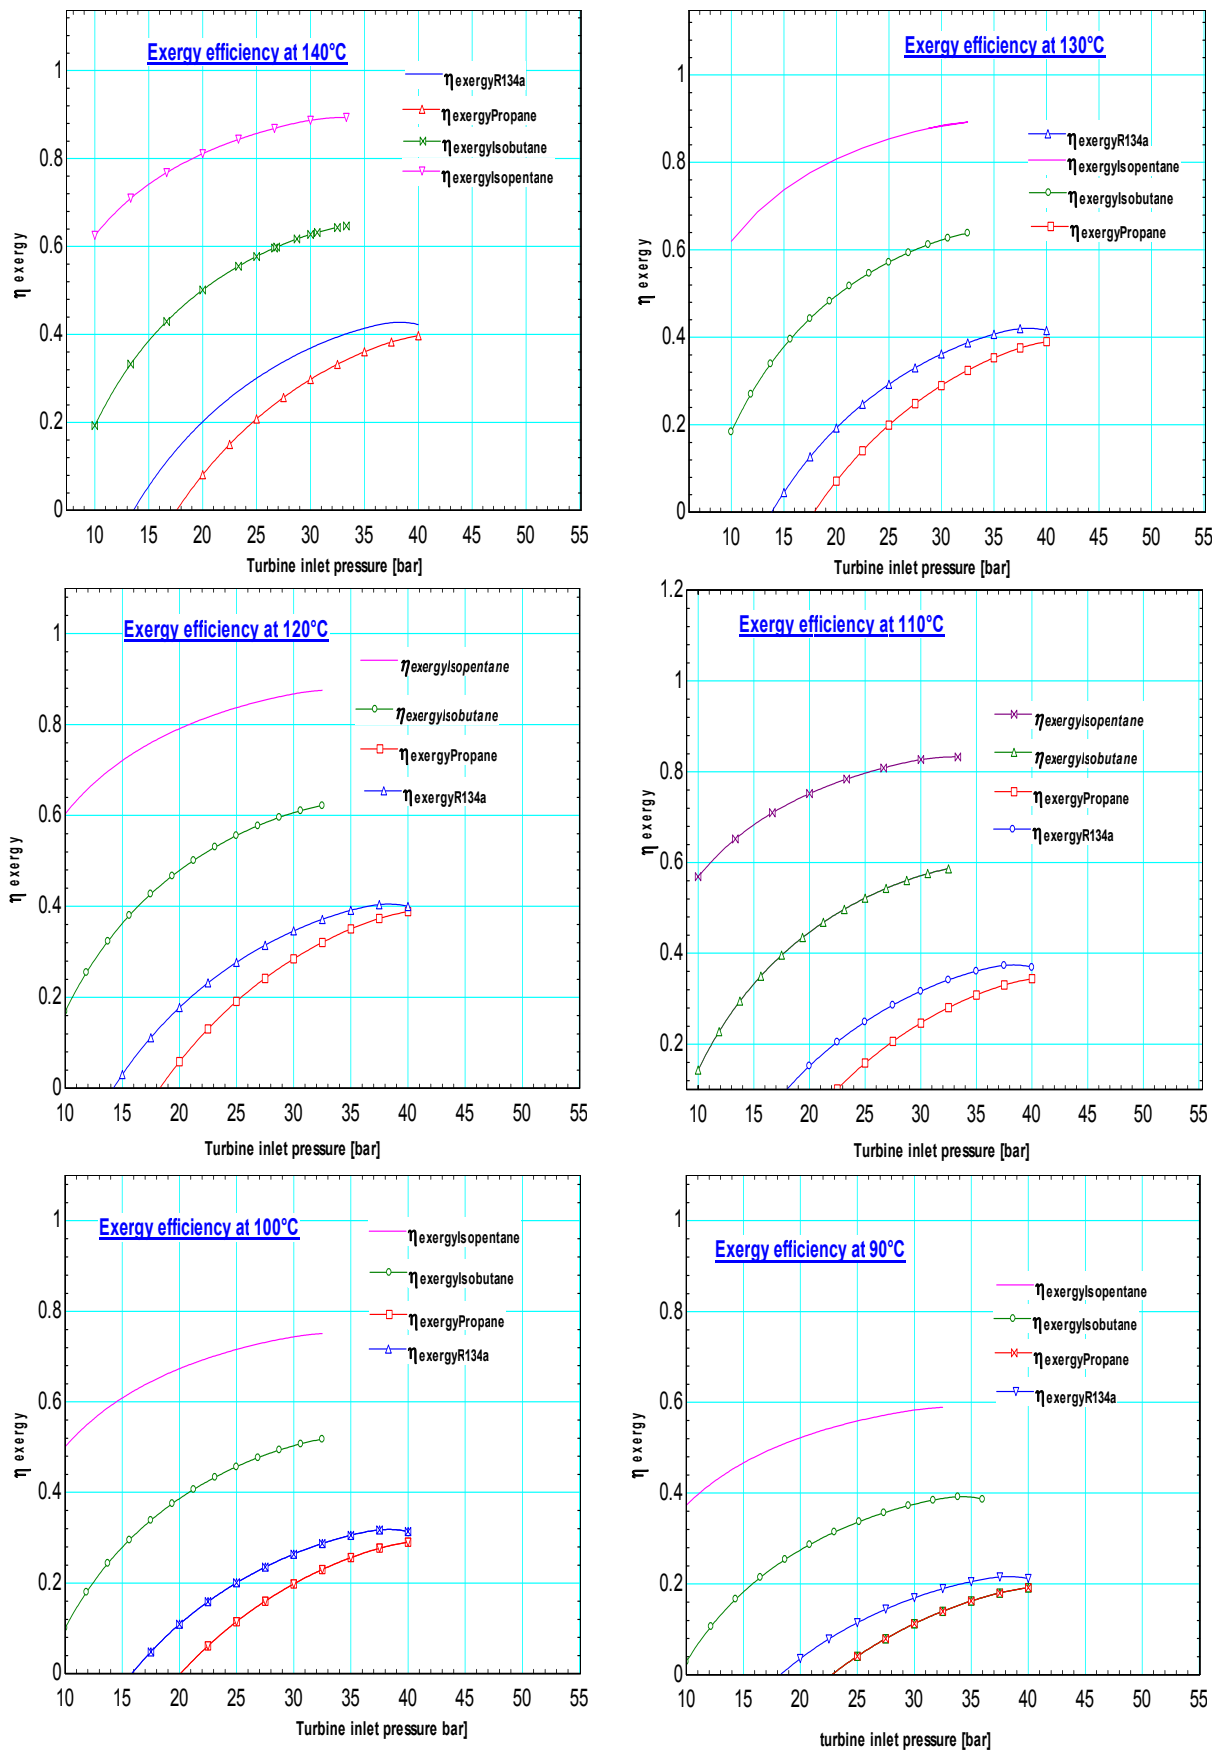 Exergy efficiency at 140°C
1
0.8
0.6
0.4
0.2
0
η exergy
ηexergyR134a
ηexergyPropane
ηexergyIsobutane
ηexergyIsopentane
10 15 20 25 30 35 40 45 50 55
Turbine inlet pressure [bar]
Exergy efficiency at 130°C
1
0.8
0.6
0.4
0.2
0
η exergy
ηexergyR134a
ηexergyIsopentane
ηexergyIsobutane
ηexergyPropane
10 15 20 25 30 35 40 45 50 55
Turbine inlet pressure [bar]
Exergy efficiency at 120°C
1
0.8
0.6
0.4
0.2
0
η exergy
ηexergyIsopentane
ηexergyIsobutane
ηexergyPropane
ηexergyR134a
10 15 20 25 30 35 40 45 50 55
Turbine inlet pressure [bar]
Exergy efficiency at 110°C
1.2
1
0.8
0.6
0.4
0.2
η exergy
ηexergyIsopentane
ηexergyIsobutane
ηexergyPropane
ηexergyR134a
10 15 20 25 30 35 40 45 50 55
Turbine inlet pressure [bar]
Exergy efficiency at 100°C
1
0.8
0.6
0.4
0.2
0
η exergy
ηexergyIsopentane
ηexergyIsobutane
ηexergyPropane
ηexergyR134a
10 15 20 25 30 35 40 45 50 55
Turbine inlet pressure bar]
Exergy efficiency at 90°C
1
0.8
0.6
0.4
0.2
0
η exergy
ηexergyIsopentane
ηexergyIsobutane
ηexergyPropane
ηexergyR134a
10 15 20 25 30 35 40 45 50 55
turbine inlet pressure [bar]